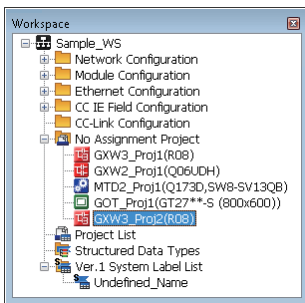 Workspace
Sample_WS
Network Configuration
Module Configuration
Ethernet Configuration
CC IE Field Configuration
CC-Link Configuration
No Assignment Project
GXW3_Proj1(R08)
GXW2_Proj1(Q06UDH)
MTD2_Proj1(Q173D,SW8-SV13QB)
GOT_Proj1(GT27**-S (800x600))
GXW3_Proj2(R08)
Project List
Structured Data Types
Ver.1 System Label List
Undefined_Name